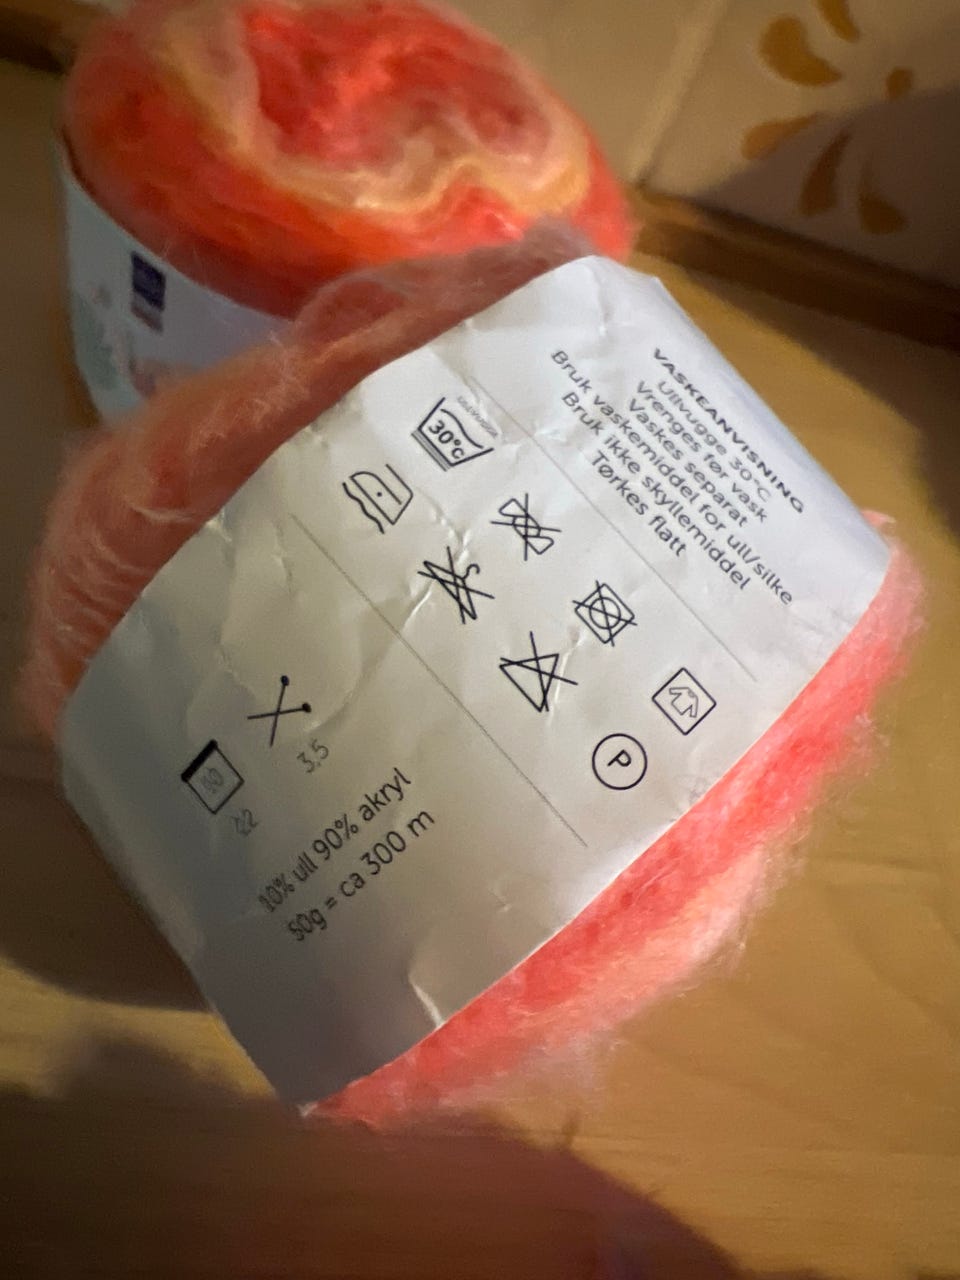 VASKEANVISNING
Ullvugge 30°C
Vrenges før vask
Vaskes separat
Bruk vaskemiddel for ull/silke
Bruk ikke skyllemiddel
Tørkes flatt
30°C
S
P
3,5
22
10% ull 90% akryl
50g = ca 300 m